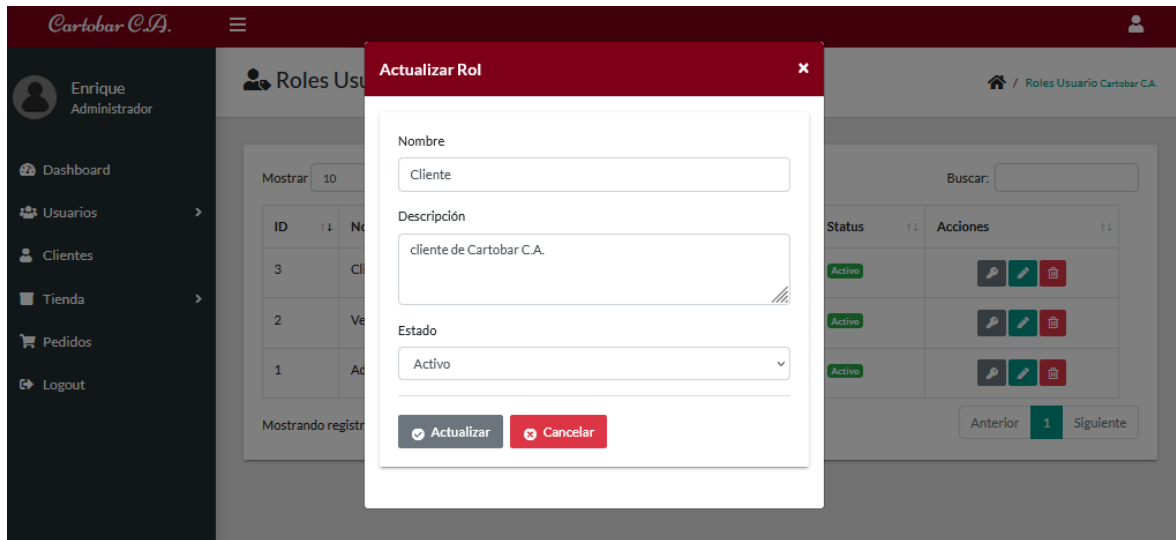 Cartobar C.A.
Enrique
Administrador
Dashboard
Usuarios
Clientes
Tienda
Pedidos
Logout
Roles
/ Roles Usuario Cartobar C.A.
Mostrar 10
Buscar:
ID Status Acciones
3 Activo
2 Activo
1 Activo
Mostrando
Anterior 1 Siguiente
Actualizar Rol
Nombre
Cliente
Descripción
cliente de Cartobar C.A.
Estado
Activo
Actualizar Cancelar